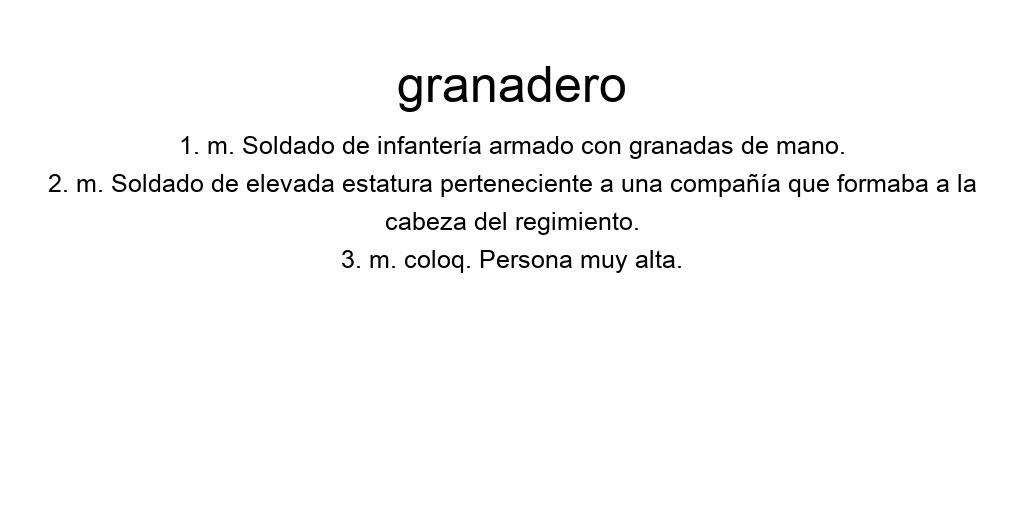 granadero
1. m. Soldado de infantería armado con granadas de mano.
2. m. Soldado de elevada estatura perteneciente a una compañía que formaba a la
cabeza del regimiento.
3. m. coloq. Persona muy alta.